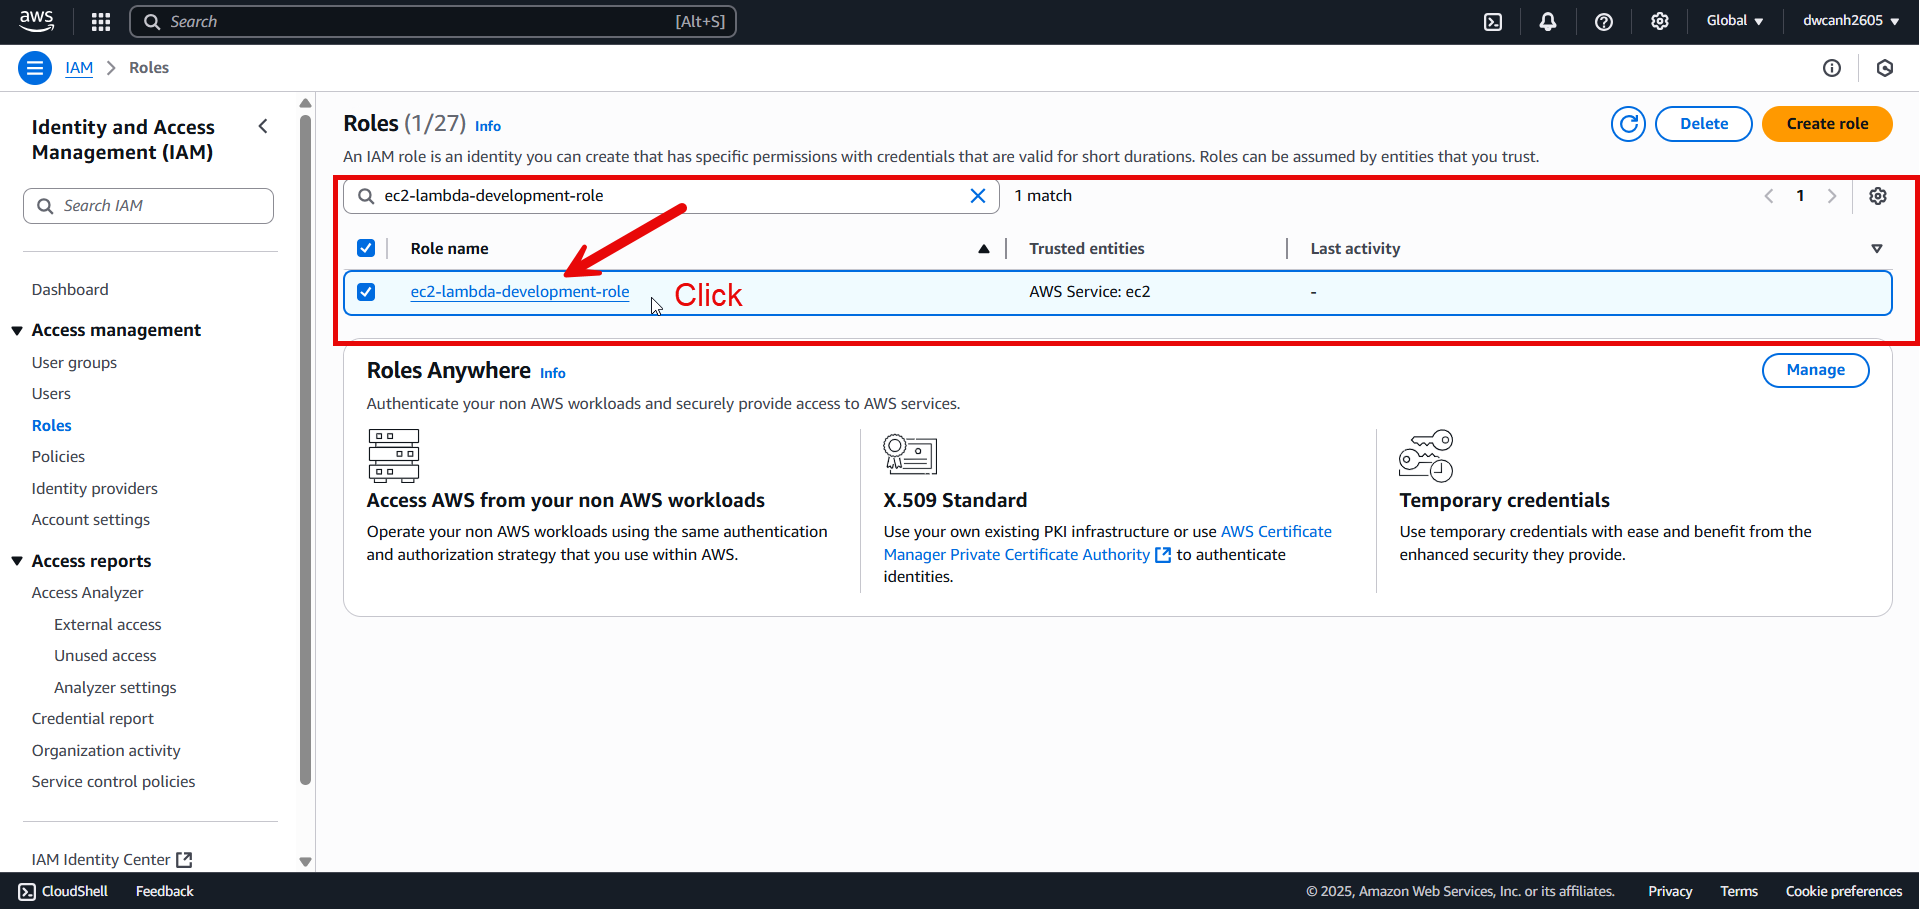 aws
Search [Alt+S]
Global
dwcanh2605
IAM
Roles
Identity and Access
Management (IAM)
Search IAM
Dashboard
Access management
User groups
Users
Roles
Policies
Identity providers
Account settings
Access reports
Access Analyzer
External access
Unused access
Analyzer settings
Credential report
Organization activity
Service control policies
IAM Identity Center
Roles (1/27) Info
Delete
Create role
An IAM role is an identity you can create that has specific permissions with credentials that are valid for short durations. Roles can be assumed by entities that you trust.
ec2-lambda-development-role
1 match
1
Role name
Trusted entities
Last activity
ec2-lambda-development-role
Click
AWS Service: ec2
-
Roles Anywhere Info
Manage
Authenticate your non AWS workloads and securely provide access to AWS services.
Access AWS from your non AWS workloads
Operate your non AWS workloads using the same authentication
and authorization strategy that you use within AWS.
X.509 Standard
Use your own existing PKI infrastructure or use AWS Certificate
Manager Private Certificate Authority to authenticate
identities.
Temporary credentials
Use temporary credentials with ease and benefit from the
enhanced security they provide.
CloudShell
Feedback
© 2025, Amazon Web Services, Inc. or its affiliates.
Privacy
Terms
Cookie preferences